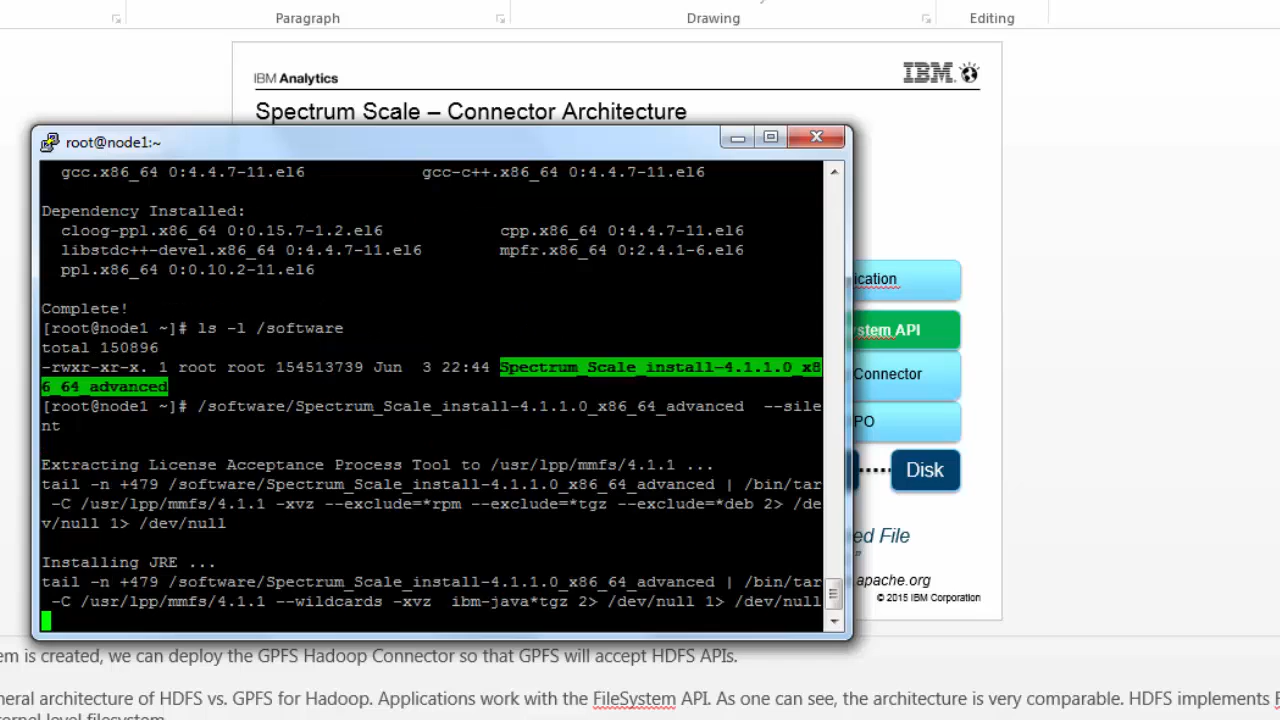 Paragraph
Drawing
Editing
IBM Analytics
IBM
Spectrum Scale – Connector Architecture
root@node1:~
gcc.x86_64 0:4.4.7-11.el6 gcc-c++.x86_64 0:4.4.7-11.el6
Dependency Installed:
cloog-ppl.x86_64 0:0.15.7-1.2.el6 cpp.x86_64 0:4.4.7-11.el6
libstdc++-devel.x86_64 0:4.4.7-11.el6 mpfr.x86_64 0:2.4.1-6.el6
ppl.x86_64 0:0.10.2-11.el6
Complete!
[root@node1 ~]# ls -l /software
total 150896
-rwxr-xr-x. 1 root root 154513739 Jun  3 22:44 Spectrum_Scale_install-4.1.1.0_x8
6_64_advanced
[root@node1 ~]# /software/Spectrum_Scale_install-4.1.1.0_x86_64_advanced  --sile
nt
Extracting License Acceptance Process Tool to /usr/lpp/mmfs/4.1.1 ...
tail -n +479 /software/Spectrum_Scale_install-4.1.1.0_x86_64_advanced | /bin/tar
-C /usr/lpp/mmfs/4.1.1 -xvz --exclude=*rpm --exclude=*tgz --exclude=*deb 2> /de
v/null 1> /dev/null
Installing JRE ...
tail -n +479 /software/Spectrum_Scale_install-4.1.1.0_x86_64_advanced | /bin/tar
-C /usr/lpp/mmfs/4.1.1 --wildcards -xvz  ibm-java*tgz 2> /dev/null 1> /dev/null
ication
ystem API
Connector
PO
Disk
ed File
apache.org
© 2015 IBM Corporation
em is created, we can deploy the GPFS Hadoop Connector so that GPFS will accept HDFS APIs.
neral architecture of HDFS vs. GPFS for Hadoop. Applications work with the FileSystem API. As one can see, the architecture is very comparable. HDFS implements
ernel level filesystem